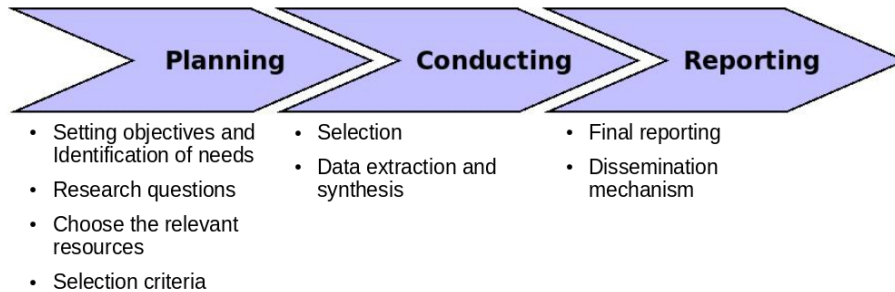 Planning
Conducting
Reporting
• Setting objectives and
Identification of needs
• Research questions
• Choose the relevant
resources
• Selection criteria
• Selection
• Data extraction and
synthesis
• Final reporting
• Dissemination
mechanism